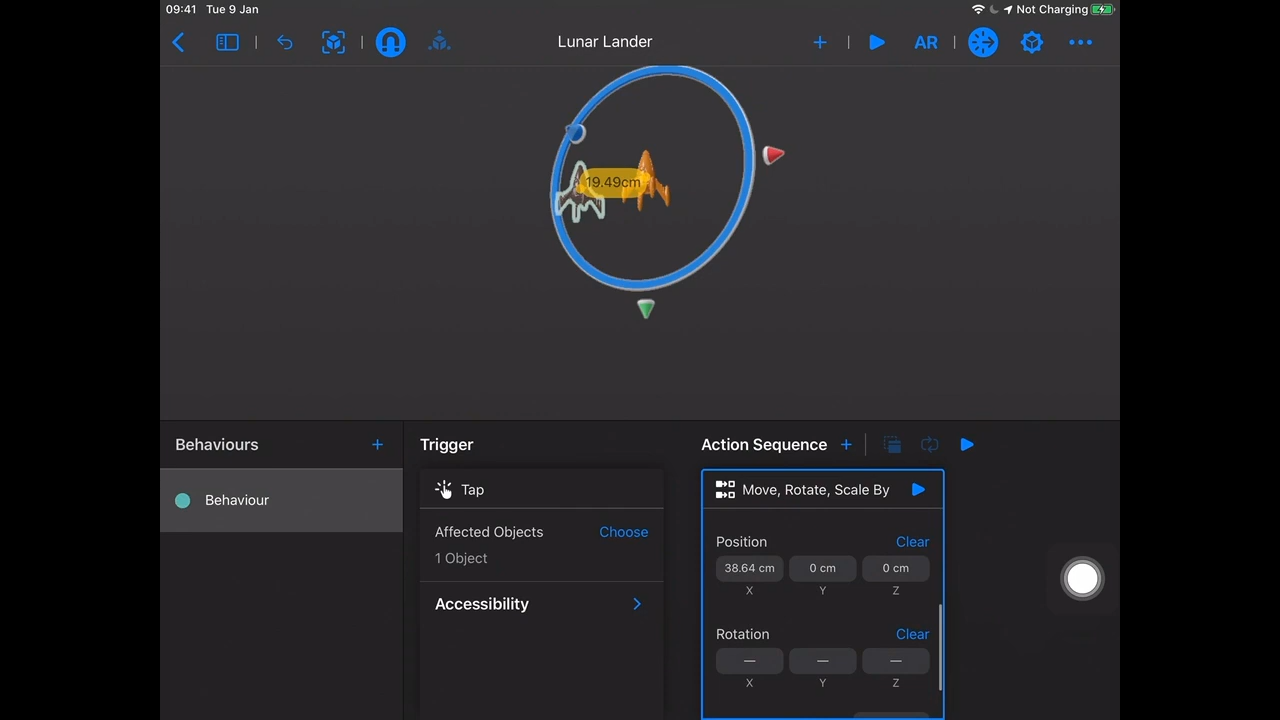 09:41 Tue 9 Jan
Not Charging
Lunar Lander
AR
19.49cm
Behaviours
Behaviour
Trigger
Tap
Affected Objects Choose
1 Object
Accessibility
Action Sequence
Move, Rotate, Scale By
Position Clear
38.64 cm 0 cm 0 cm
X Y Z
Rotation Clear
— — —
X Y Z